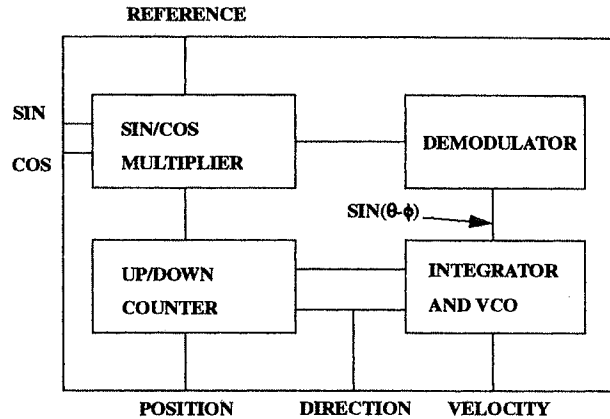 REFERENCE
SIN
COS
SIN/COS
MULTIPLIER
DEMODULATOR
SIN(θ-ϕ)
UP/DOWN
COUNTER
INTEGRATOR
AND VCO
POSITION
DIRECTION
VELOCITY